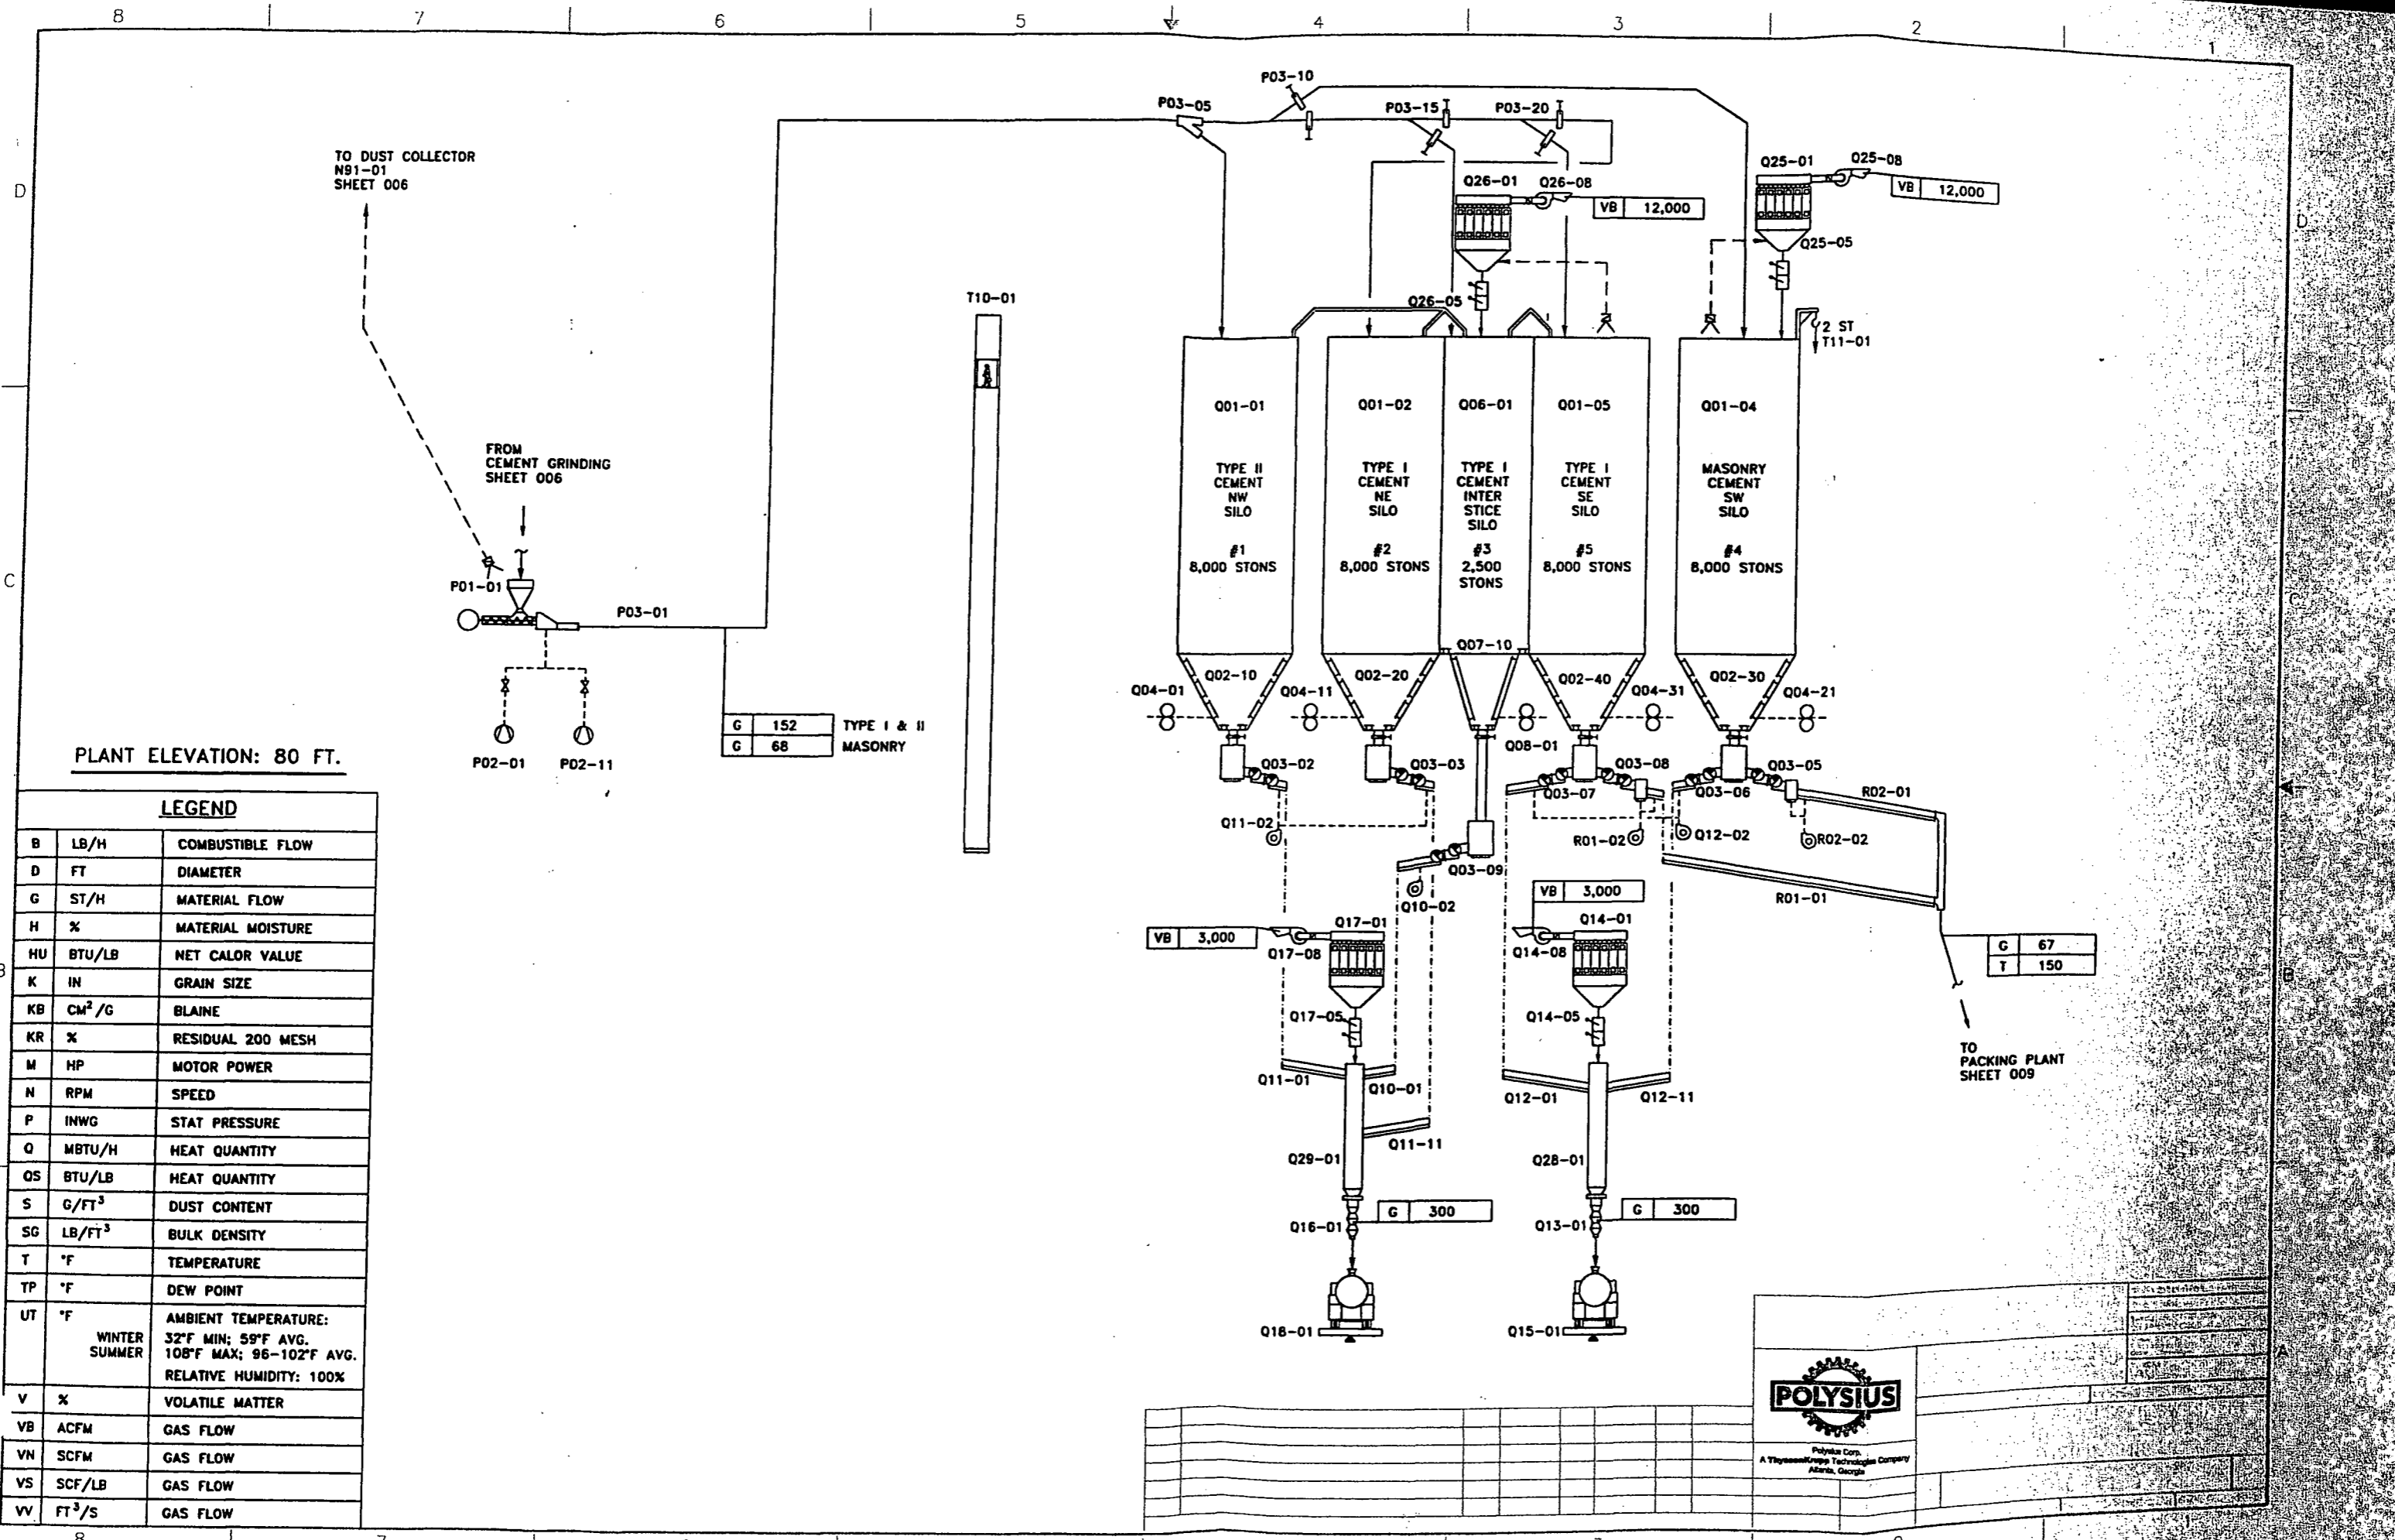 8 7 6 5 4 3 2 1
D
D
C
C
B
B
A
TO DUST COLLECTOR
N91-01
SHEET 006
FROM
CEMENT GRINDING
SHEET 006
P01-01
P03-01
P02-01
P02-11
G 152 TYPE I & II
G 68 MASONRY
T10-01
P03-05
P03-10
P03-15
P03-20
Q26-01
Q26-08
VB 12,000
Q26-05
Q25-01
Q25-08
VB 12,000
Q25-05
2 ST
T11-01
Q01-01
TYPE II
CEMENT
NW
SILO
#1
8,000 STONS
Q01-02
TYPE I
CEMENT
NE
SILO
#2
8,000 STONS
Q06-01
TYPE I
CEMENT
INTER
STICE
SILO
#3
2,500
STONS
Q01-05
TYPE I
CEMENT
SE
SILO
#5
8,000 STONS
Q01-04
MASONRY
CEMENT
SW
SILO
#4
8,000 STONS
Q07-10
Q02-10
Q02-20
Q02-40
Q02-30
Q04-01
Q04-11
Q04-31
Q04-21
Q08-01
Q03-02
Q03-03
Q03-07
Q03-08
Q03-06
Q03-05
R02-01
Q11-02
R01-02
Q12-02
R02-02
Q03-09
Q10-02
R01-01
VB 3,000
Q17-01
Q17-08
VB 3,000
Q14-01
Q14-08
G 67
T 150
Q17-05
Q14-05
TO
PACKING PLANT
SHEET 009
Q11-01
Q10-01
Q12-01
Q12-11
Q11-11
Q29-01
Q28-01
G 300
Q16-01
G 300
Q13-01
Q18-01
Q15-01
PLANT ELEVATION: 80 FT.
LEGEND
B LB/H COMBUSTIBLE FLOW
D FT DIAMETER
G ST/H MATERIAL FLOW
H % MATERIAL MOISTURE
HU BTU/LB NET CALOR VALUE
K IN GRAIN SIZE
KB CM²/G BLAINE
KR % RESIDUAL 200 MESH
M HP MOTOR POWER
N RPM SPEED
P INWG STAT PRESSURE
Q MBTU/H HEAT QUANTITY
QS BTU/LB HEAT QUANTITY
S G/FT³ DUST CONTENT
SG LB/FT³ BULK DENSITY
T °F TEMPERATURE
TP °F DEW POINT
UT °F AMBIENT TEMPERATURE:
WINTER 32°F MIN; 59°F AVG.
SUMMER 108°F MAX; 96-102°F AVG.
RELATIVE HUMIDITY: 100%
V % VOLATILE MATTER
VB ACFM GAS FLOW
VN SCFM GAS FLOW
VS SCF/LB GAS FLOW
VV FT³/S GAS FLOW
POLYSIUS
Polysius Corp.
A ThyssenKrupp Technologies Company
Atlanta, Georgia